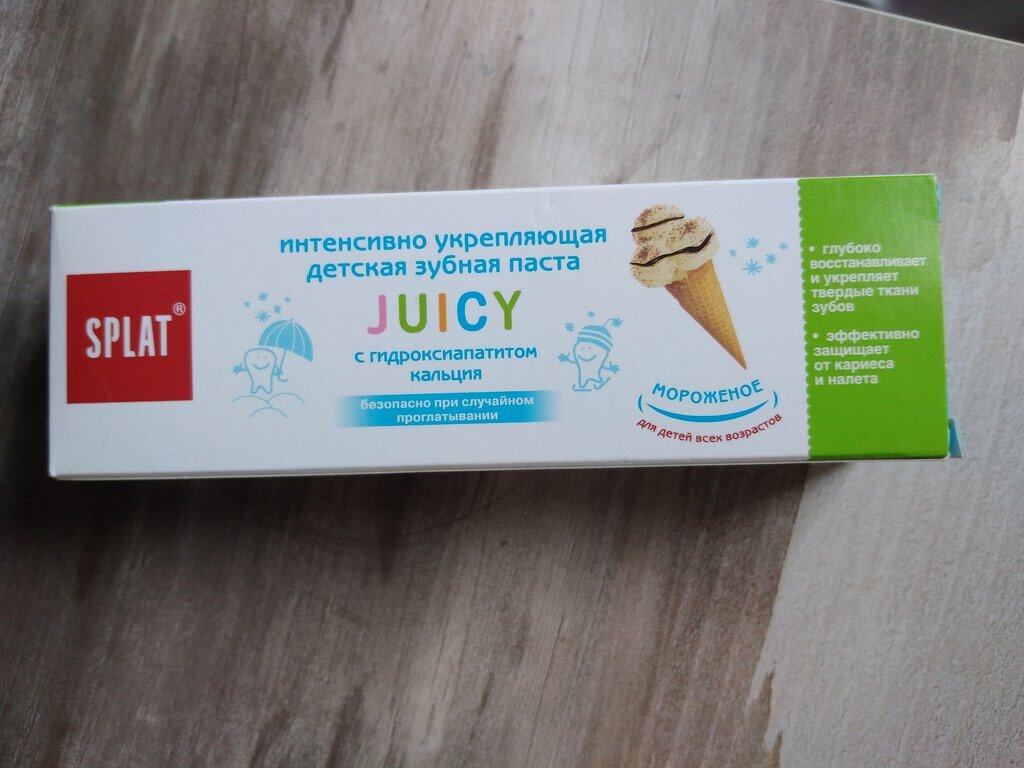 SPLAT®
интенсивно укрепляющая
детская зубная паста
JUICY
с гидроксиапатитом
кальция
безопасно при случайном
проглатывании
МОРОЖЕНОЕ
для детей всех возрастов
• глубоко
восстанавливает
и укрепляет
твердые ткани
зубов
• эффективно
защищает
от кариеса
и налета